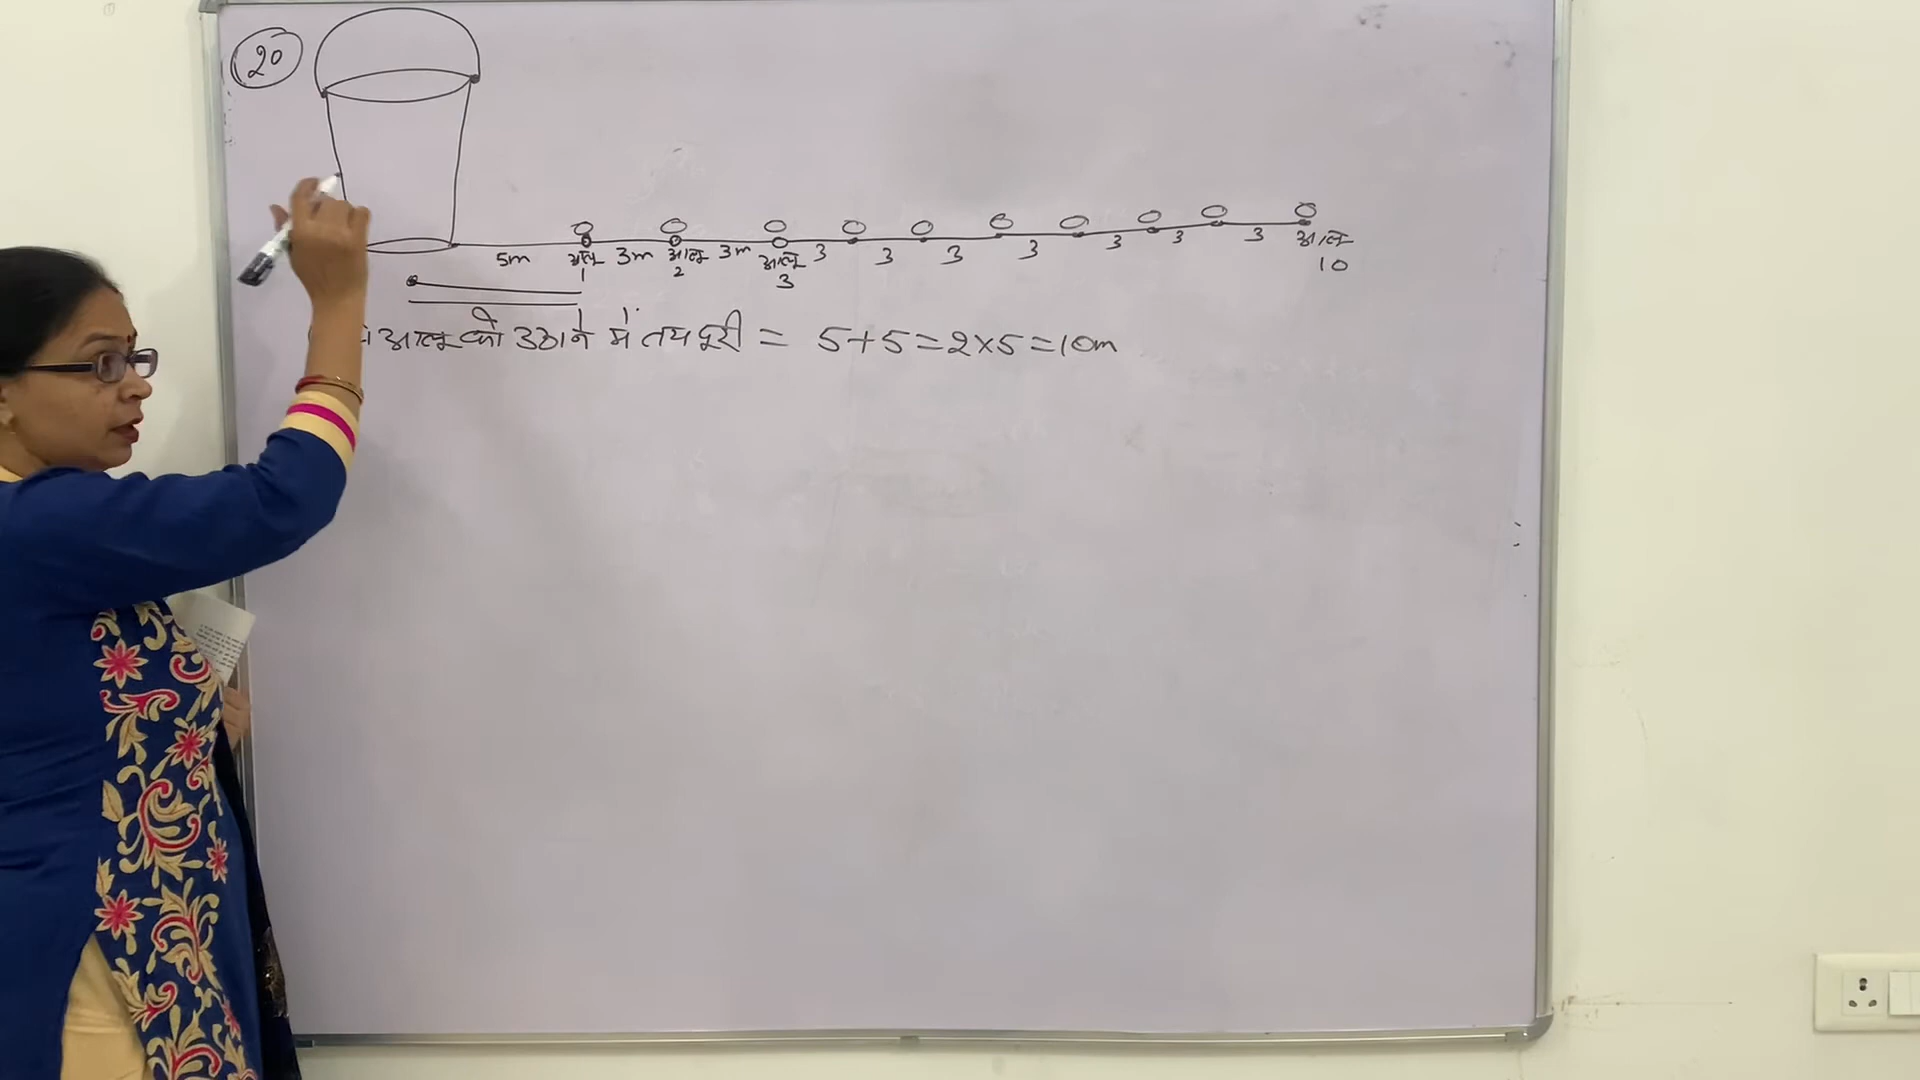 20
5m 3m 3m 3 3 3 3 3 3 3
आलू 1 आलू 2 आलू 3 आलू 10
आलू को उठाने में तय दूरी = 5+5=2×5=10m